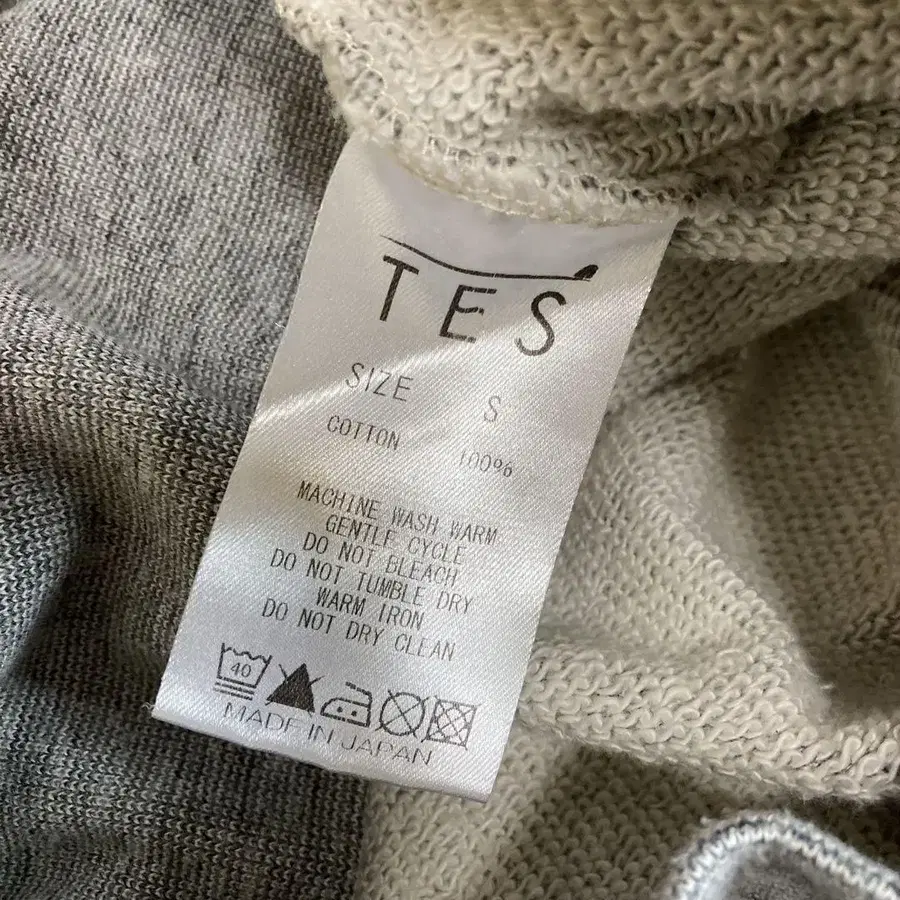 TES
SIZE S
COTTON 100%
MACHINE WASH WARM
GENTLE CYCLE
DO NOT BLEACH
DO NOT TUMBLE DRY
WARM IRON
DO NOT DRY CLEAN
40
MADE IN JAPAN